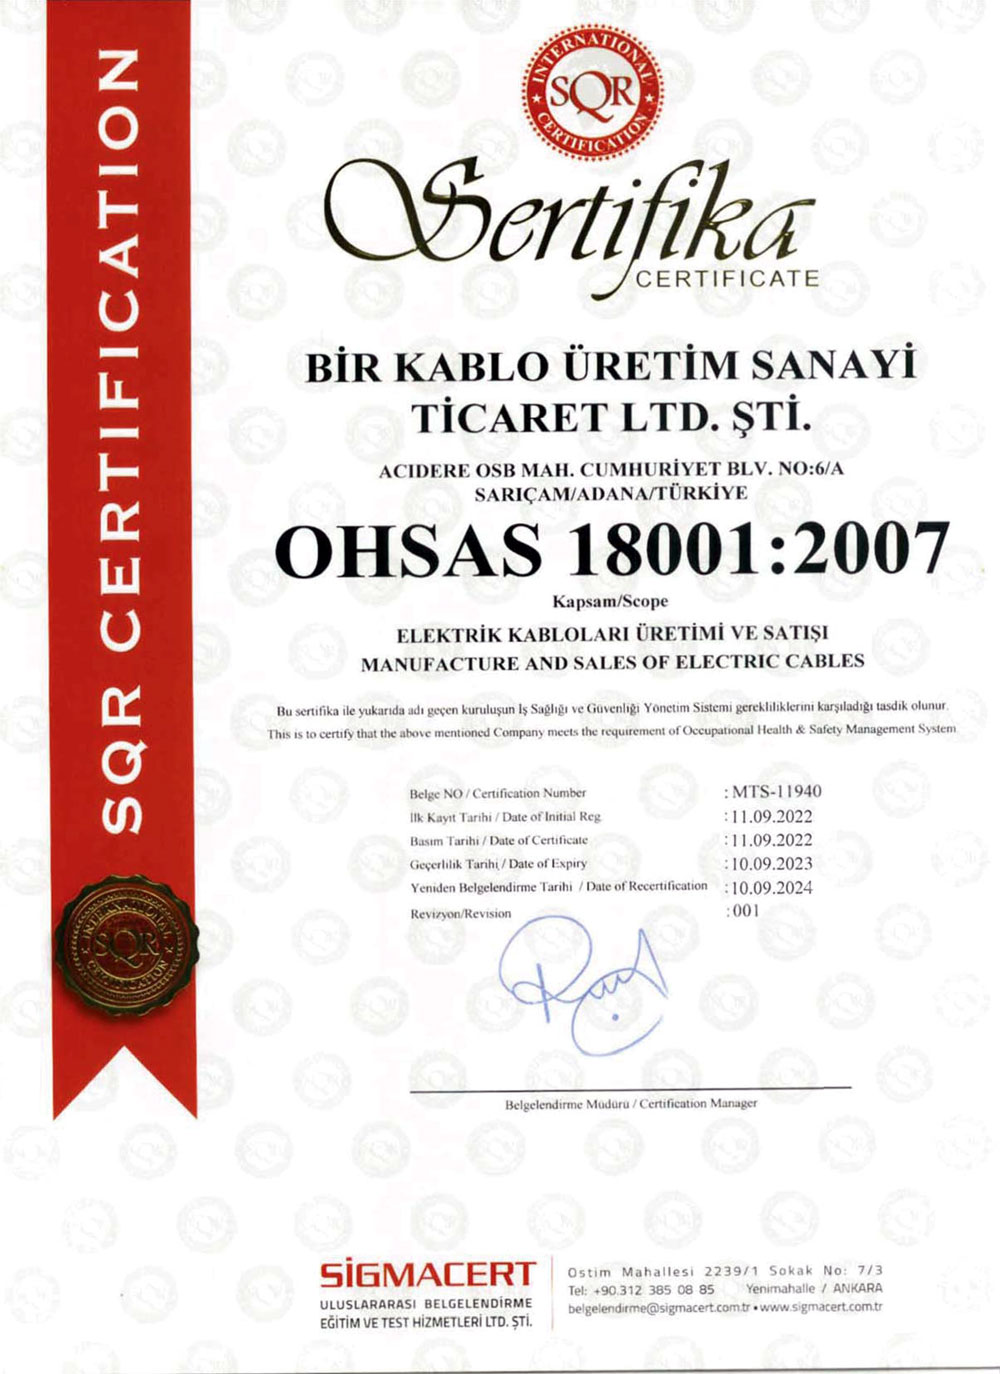 SQR CERTIFICATION
INTERNATIONAL
SQR
CERTIFICATION
Sertifika
CERTIFICATE
BİR KABLO ÜRETİM SANAYİ
TİCARET LTD. ŞTİ.
ACIDERE OSB MAH. CUMHURİYET BLV. NO:6/A
SARIÇAM/ADANA/TÜRKİYE
OHSAS 18001:2007
Kapsam/Scope
ELEKTRİK KABLOLARI ÜRETİMİ VE SATIŞI
MANUFACTURE AND SALES OF ELECTRIC CABLES
Bu sertifika ile yukarıda adı geçen kuruluşun İş Sağlığı ve Güvenliği Yönetim Sistemi gerekliliklerini karşıladığı tasdik olunur.
This is to certify that the above mentioned Company meets the requirement of Occupational Health & Safety Management System
Belge NO / Certification Number : MTS-11940
İlk Kayıt Tarihi / Date of Initial Reg. : 11.09.2022
Basım Tarihi / Date of Certificate : 11.09.2022
Geçerlilik Tarihi / Date of Expiry : 10.09.2023
Yeniden Belgelendirme Tarihi / Date of Recertification : 10.09.2024
Revizyon/Revision : 001
INTERNATIONAL
SQR
CERTIFICATION
Belgelendirme Müdürü / Certification Manager
SİGMACERT
ULUSLARARASI BELGELENDİRME
EĞİTİM VE TEST HİZMETLERİ LTD. ŞTİ.
Ostim Mahallesi 2239/1 Sokak No: 7/3
Tel: +90.312 385 08 85 Yenimahalle / ANKARA
belgelendirme@sigmacert.com.tr • www.sigmacert.com.tr